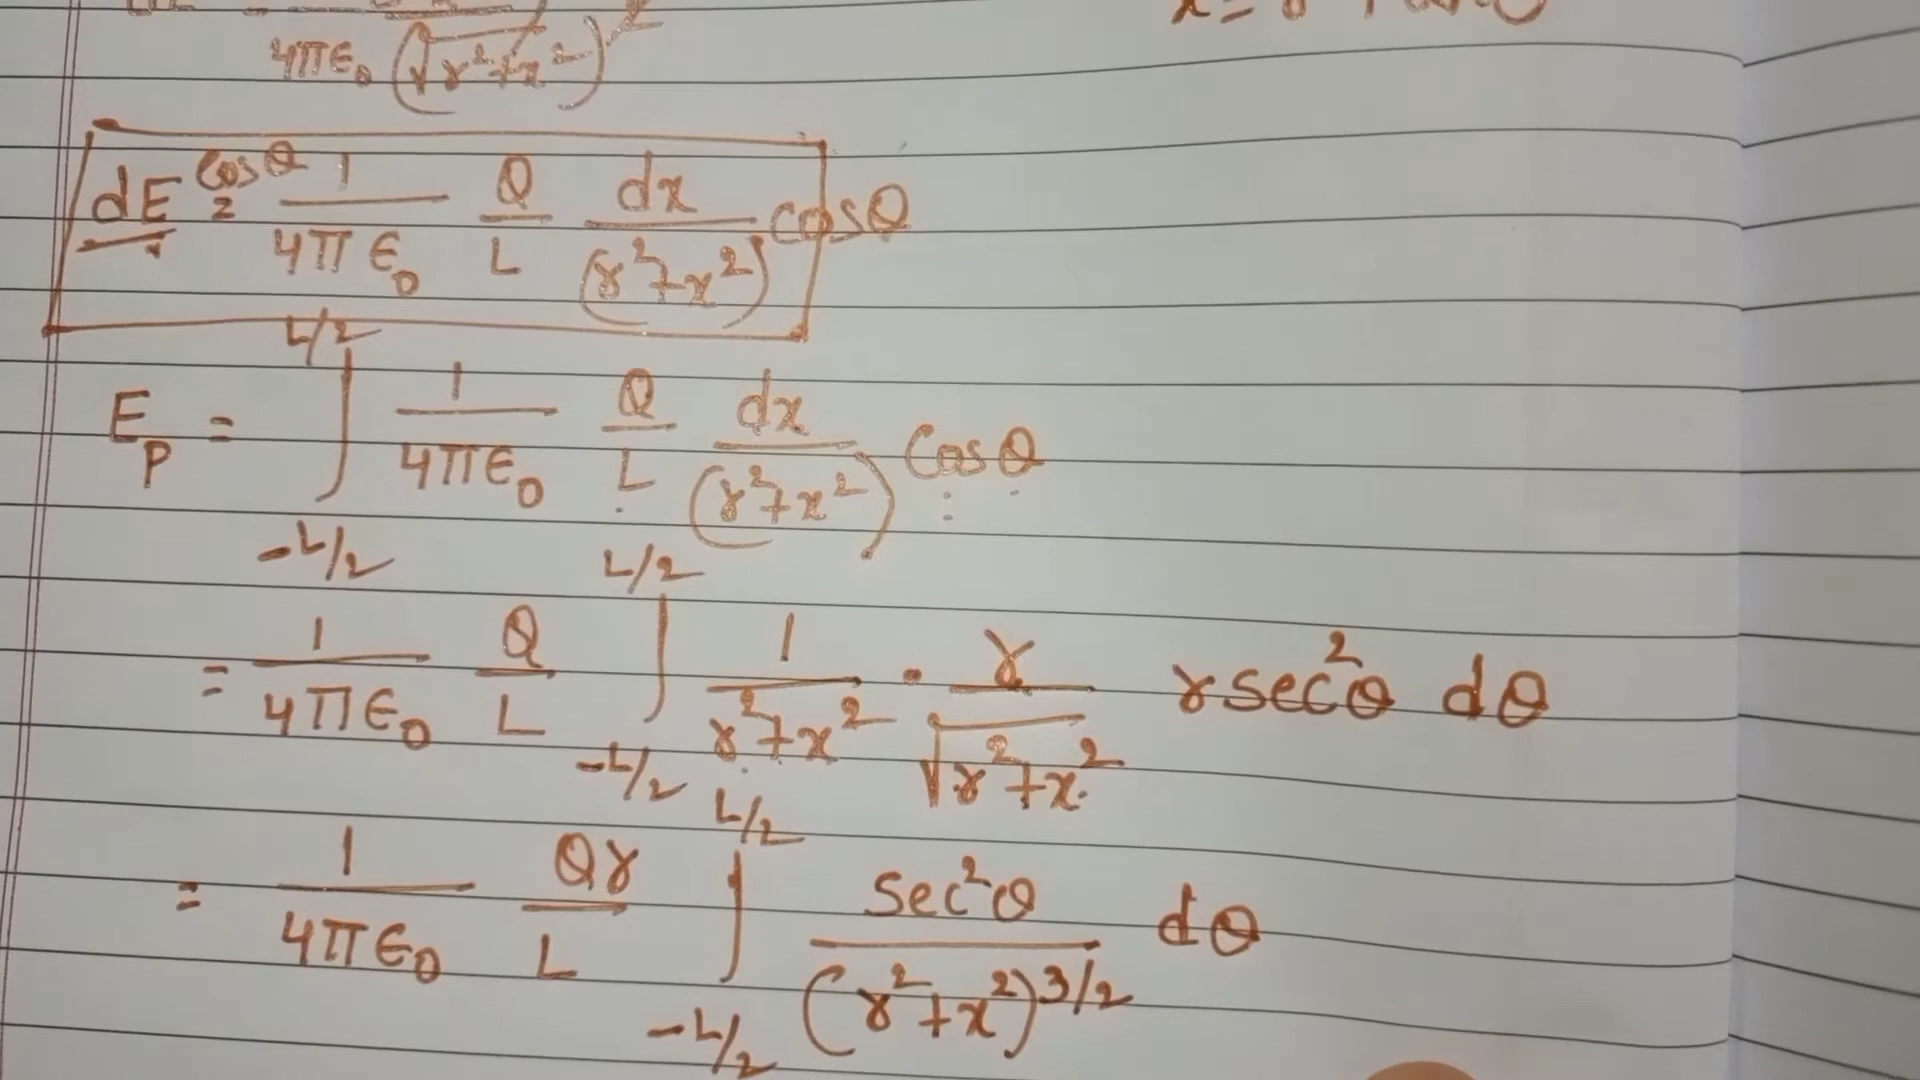 4πε₀ (√r²+x²)²
dE cosθ = 1/4πε₀ Q/L dx/(r²+x²) cosθ
E_P = ∫_{-L/2}^{L/2} 1/4πε₀ Q/L dx/(r²+x²) Cosθ
= 1/4πε₀ Q/L ∫_{-L/2}^{L/2} 1/r²+x² · r/√r²+x² r sec²θ dθ
= 1/4πε₀ Qr/L ∫_{-L/2}^{L/2} Sec²θ/(r²+x²)^{3/2} dθ